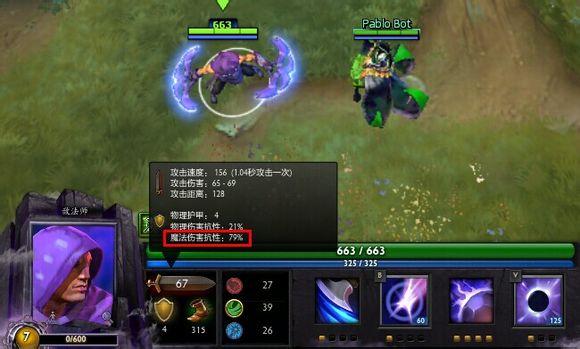 663
Pablo Bot
攻击速度： 156 (1.04秒攻击一次)
攻击伤害：65 - 69
攻击距离：128
物理护甲：4
物理伤害抗性：21%
魔法伤害抗性：79%
敌法师
663 / 663
325 / 325
67
27
4
315
39
26
B
60
V
125
7
0/600